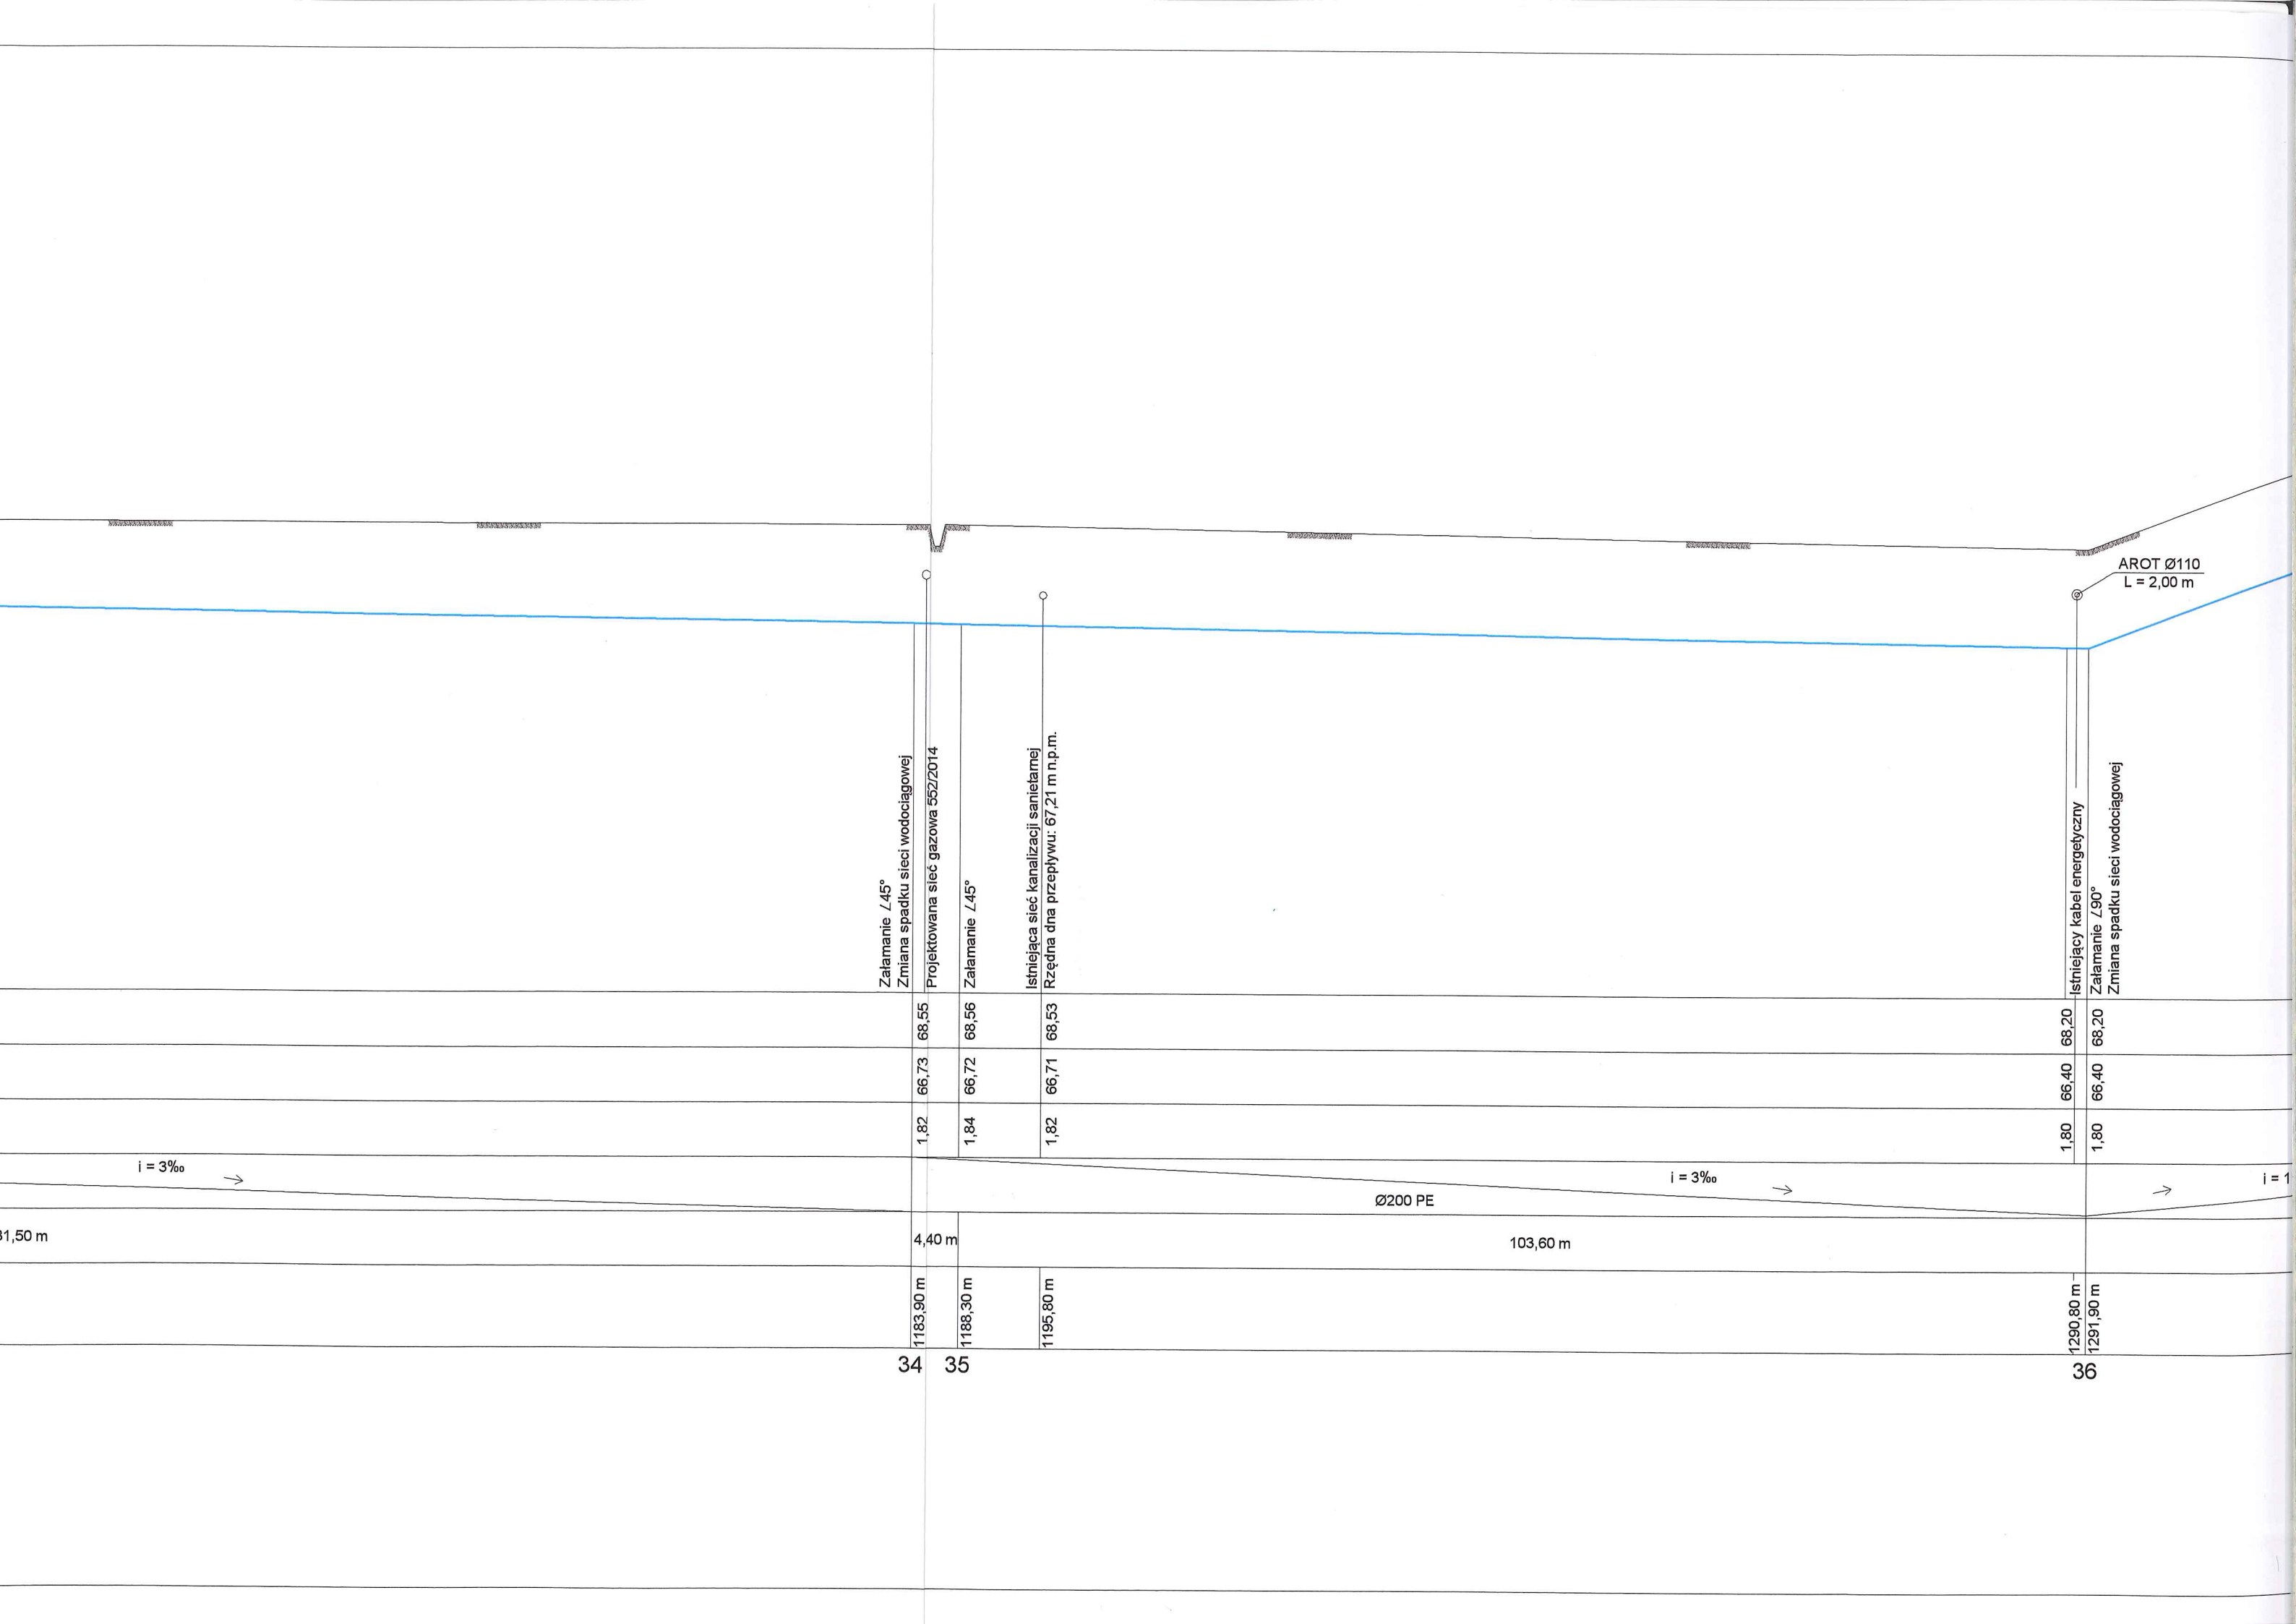 AROT Ø110
L = 2,00 m
Załamanie ∠45°
Zmiana spadku sieci wodociągowej
Projektowana sieć gazowa 552/2014
Załamanie ∠45°
Istniejąca sieć kanalizacji sanietarnej
Rzędna dna przepływu: 67,21 m n.p.m.
Istniejący kabel energetyczny
Załamanie ∠90°
Zmiana spadku sieci wodociągowej
68,55 68,56 68,53 68,20 68,20
66,73 66,72 66,71 66,40 66,40
1,82 1,84 1,82 1,80 1,80
i = 3‰ i = 3‰ i = 1
Ø200 PE
31,50 m 4,40 m 103,60 m
1183,90 m 1188,30 m 1195,80 m 1290,80 m 1291,90 m
34 35 36